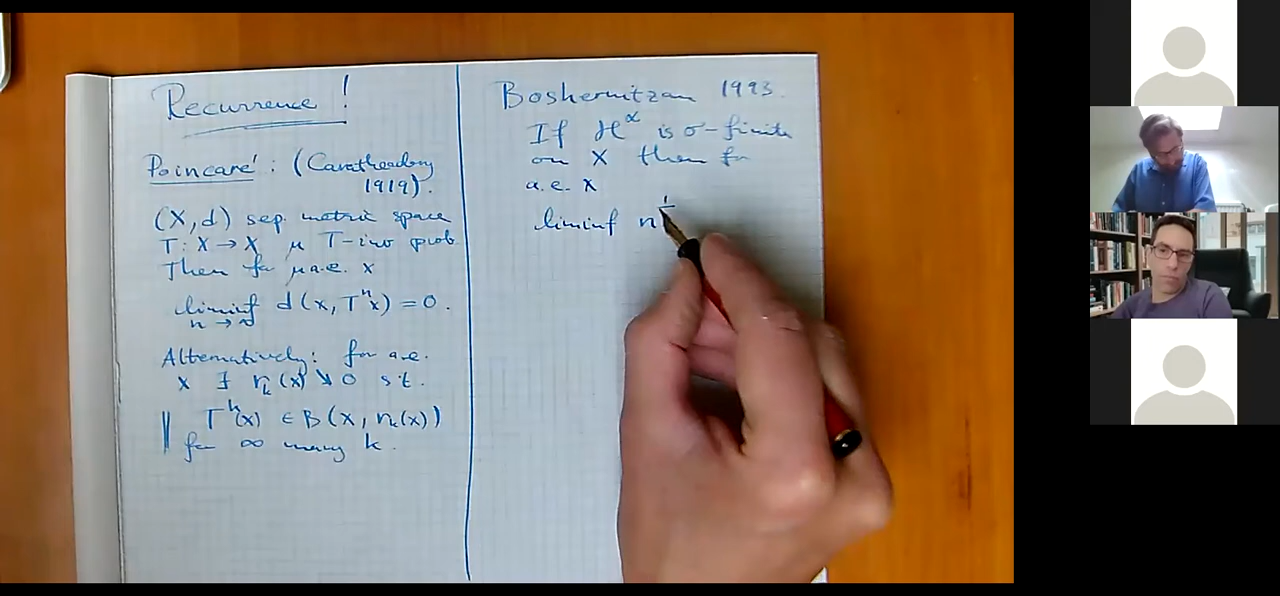 Recurrence !
Poincaré : (Caratheodory
1919).
(X,d) sep. metric space
T: X → X μ T-inv prob.
Then for μ a.e. x
liminf d(x, Tⁿx) = 0.
n → ∞
Alternatively: for a.e.
x ∃ r_k(x) ↘ 0 s.t.
T^k(x) ∈ B(x, r_k(x))
for ∞ many k.
Boshernitzan 1993.
If ℋ^α is σ-finite
on X then for
a.e. x
liminf n^1